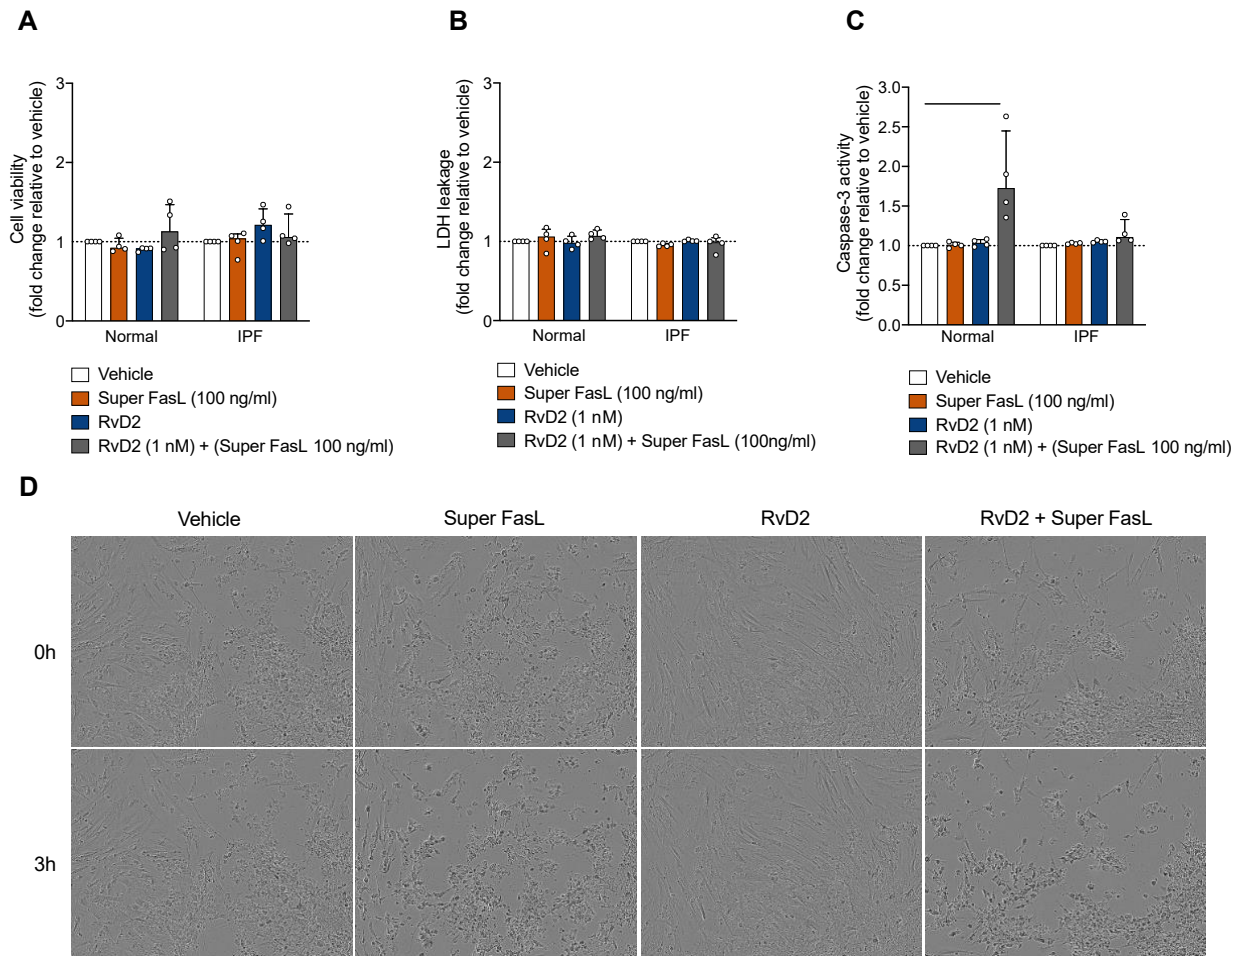 A
B
C
Cell viability
(fold change relative to vehicle)
3
2
1
0
Normal
IPF
Vehicle
Super FasL (100 ng/ml)
RvD2
RvD2 (1 nM) + (Super FasL 100 ng/ml)
LDH leakage
(fold change relative to vehicle)
3
2
1
0
Normal
IPF
Vehicle
Super FasL (100 ng/ml)
RvD2 (1 nM)
RvD2 (1 nM) + Super FasL (100ng/ml)
Caspase-3 activity
(fold change relative to vehicle)
3.0
2.5
2.0
1.5
1.0
0.5
0.0
Normal
IPF
Vehicle
Super FasL (100 ng/ml)
RvD2 (1 nM)
RvD2 (1 nM) + (Super FasL 100 ng/ml)
D
Vehicle
Super FasL
RvD2
RvD2 + Super FasL
0h
3h